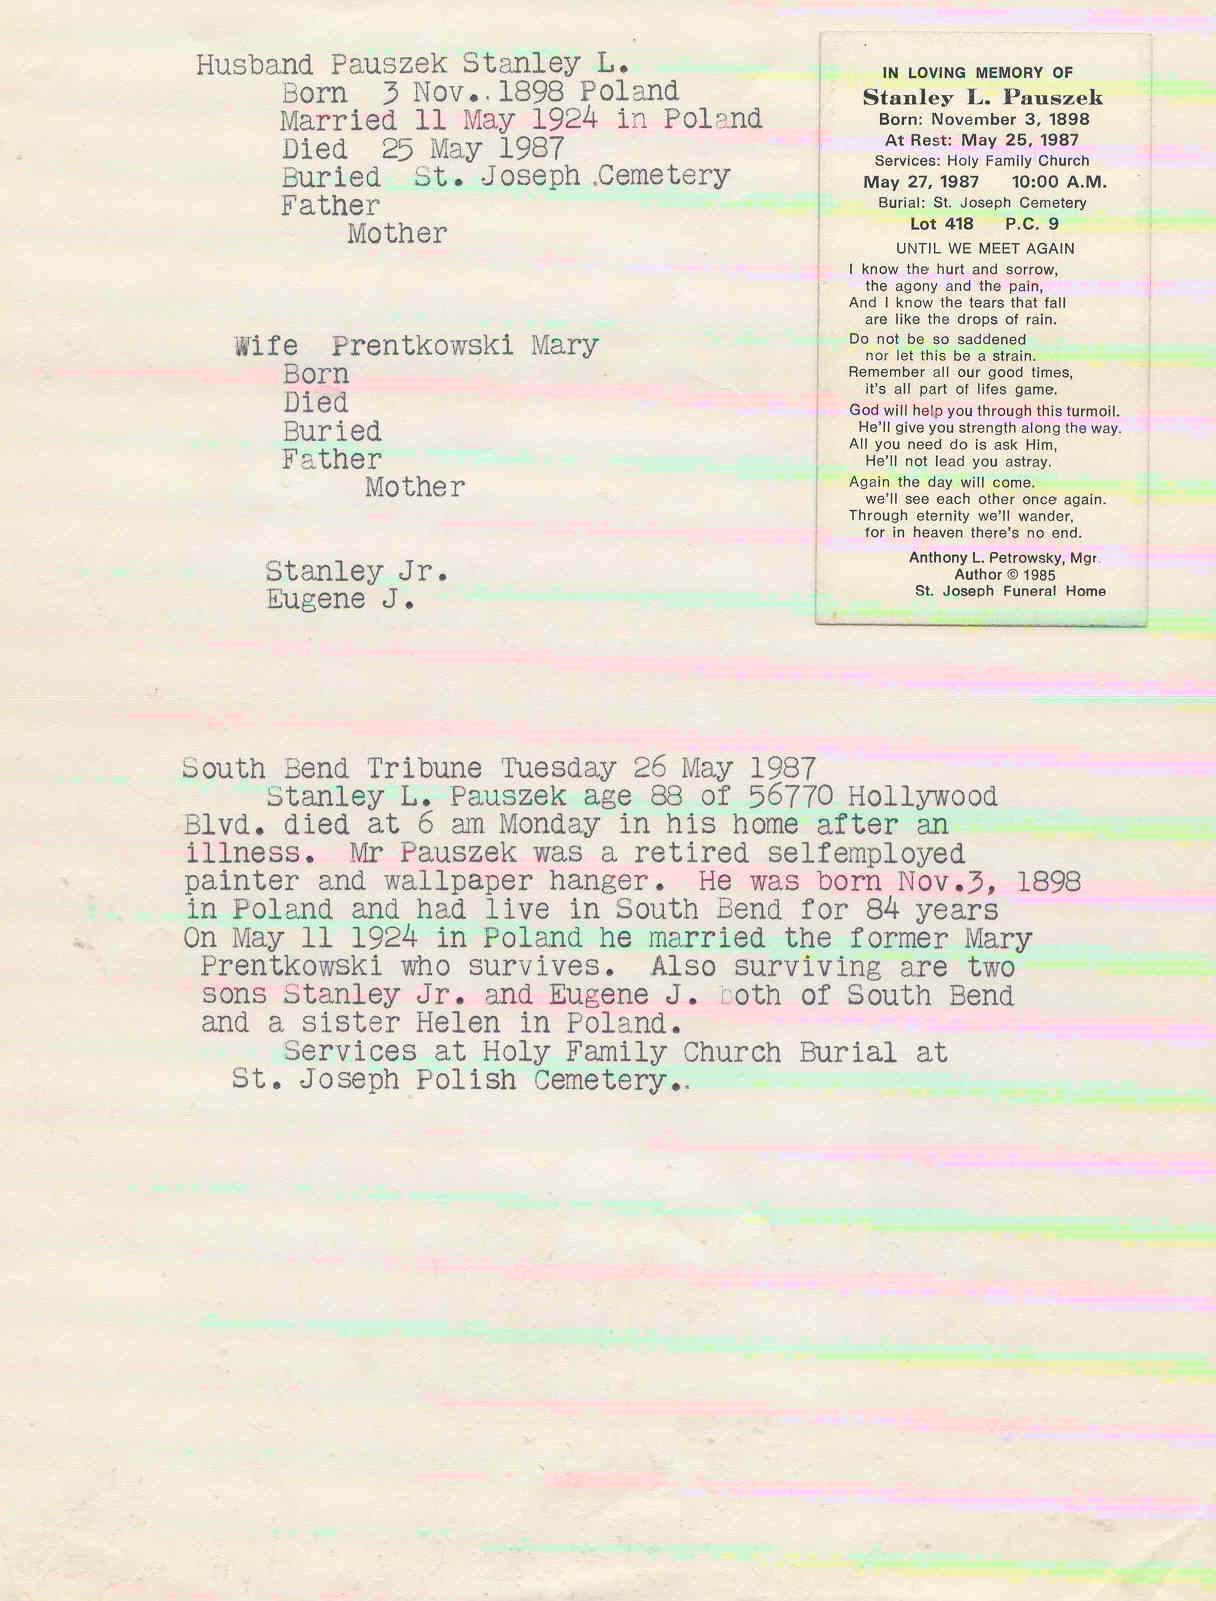 Husband Pauszek Stanley L.
Born 3 Nov.. 1898 Poland
Married 11 May 1924 in Poland
Died 25 May 1987
Buried St. Joseph .Cemetery
Father
Mother
Wife Prentkowski Mary
Born
Died
Buried
Father
Mother
Stanley Jr.
Eugene J.
IN LOVING MEMORY OF
Stanley L. Pauszek
Born: November 3, 1898
At Rest: May 25, 1987
Services: Holy Family Church
May 27, 1987 10:00 A.M.
Burial: St. Joseph Cemetery
Lot 418 P.C. 9
UNTIL WE MEET AGAIN
I know the hurt and sorrow,
the agony and the pain,
And I know the tears that fall
are like the drops of rain.
Do not be so saddened
nor let this be a strain.
Remember all our good times,
it's all part of lifes game.
God will help you through this turmoil.
He'll give you strength along the way.
All you need do is ask Him,
He'll not lead you astray.
Again the day will come.
we'll see each other once again.
Through eternity we'll wander,
for in heaven there's no end.
Anthony L. Petrowsky, Mgr.
Author © 1985
St. Joseph Funeral Home
South Bend Tribune Tuesday 26 May 1987
Stanley L. Pauszek age 88 of 56770 Hollywood
Blvd. died at 6 am Monday in his home after an
illness. Mr Pauszek was a retired selfemployed
painter and wallpaper hanger. He was born Nov.3, 1898
in Poland and had live in South Bend for 84 years
On May 11 1924 in Poland he married the former Mary
Prentkowski who survives. Also surviving are two
sons Stanley Jr. and Eugene J. both of South Bend
and a sister Helen in Poland.
Services at Holy Family Church Burial at
St. Joseph Polish Cemetery..